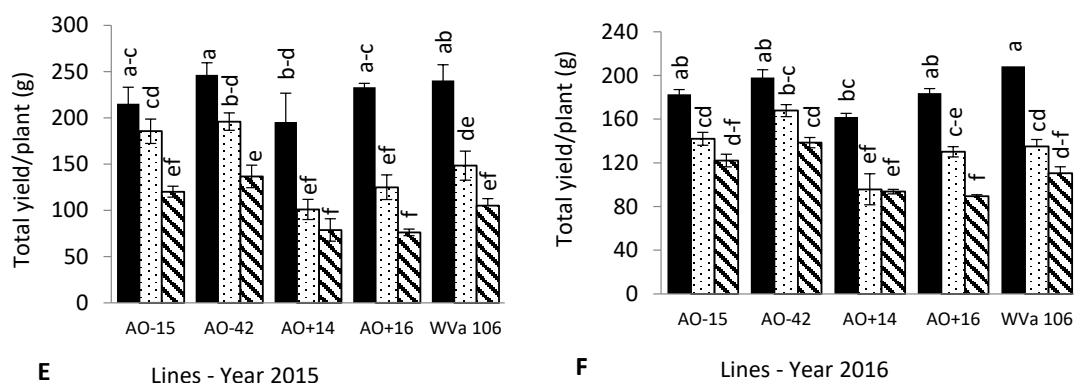 Total yield/plant (g)
300
250
200
150
100
50
0
a-c
cd
ef
a
b-d
e
b-d
ef
f
a-c
ef
f
ab
de
ef
AO-15 AO-42 AO+14 AO+16 WVa 106
E Lines - Year 2015
Total yield/plant (g)
240
200
160
120
80
40
0
ab
cd
d-f
ab
b-c
cd
bc
ef
ef
ab
c-e
f
a
cd
d-f
AO-15 AO-42 AO+14 AO+16 WVa 106
F Lines - Year 2016